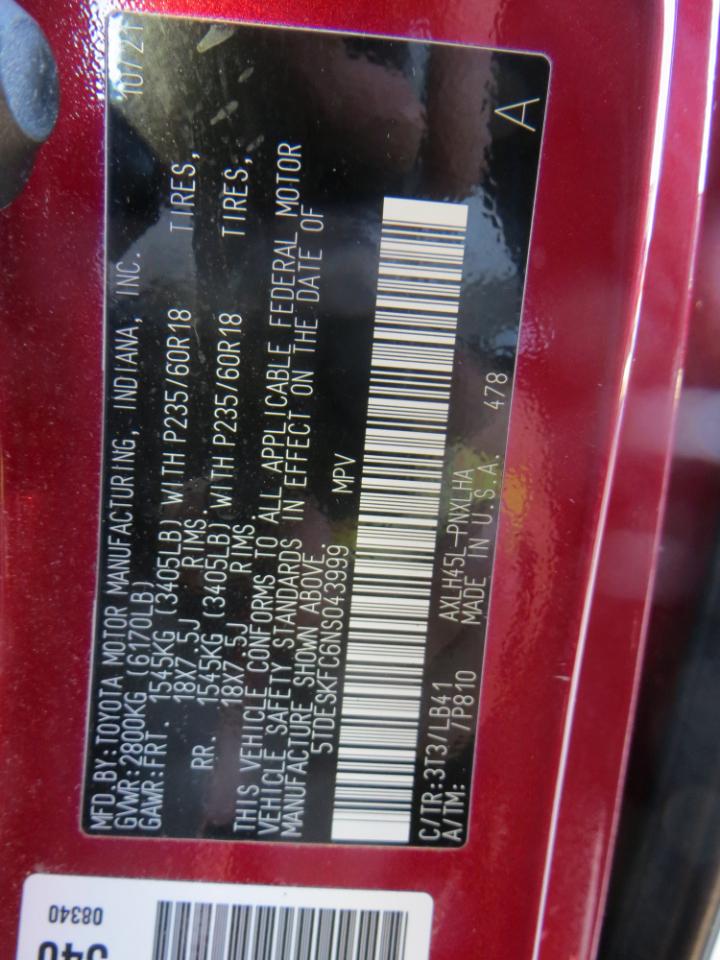 MFD.BY:TOYOTA MOTOR MANUFACTURING, INDIANA, INC. 10/21
GVWR:2800KG (6170LB)
GAWR:FRT. 1545KG (3405LB) WITH P235/60R18 TIRES,
18X7.5J RIMS,
RR. 1545KG (3405LB) WITH P235/60R18 TIRES,
18X7.5J RIMS.
THIS VEHICLE CONFORMS TO ALL APPLICABLE FEDERAL MOTOR
VEHICLE SAFETY STANDARDS IN EFFECT ON THE DATE OF
MANUFACTURE SHOWN ABOVE.
5TDESKFC6NS043999 MPV
C/TR:3T3/LB41 AXLH45L-PNXLHA
A/TM: /P810 MADE IN U.S.A. 478
A
08340